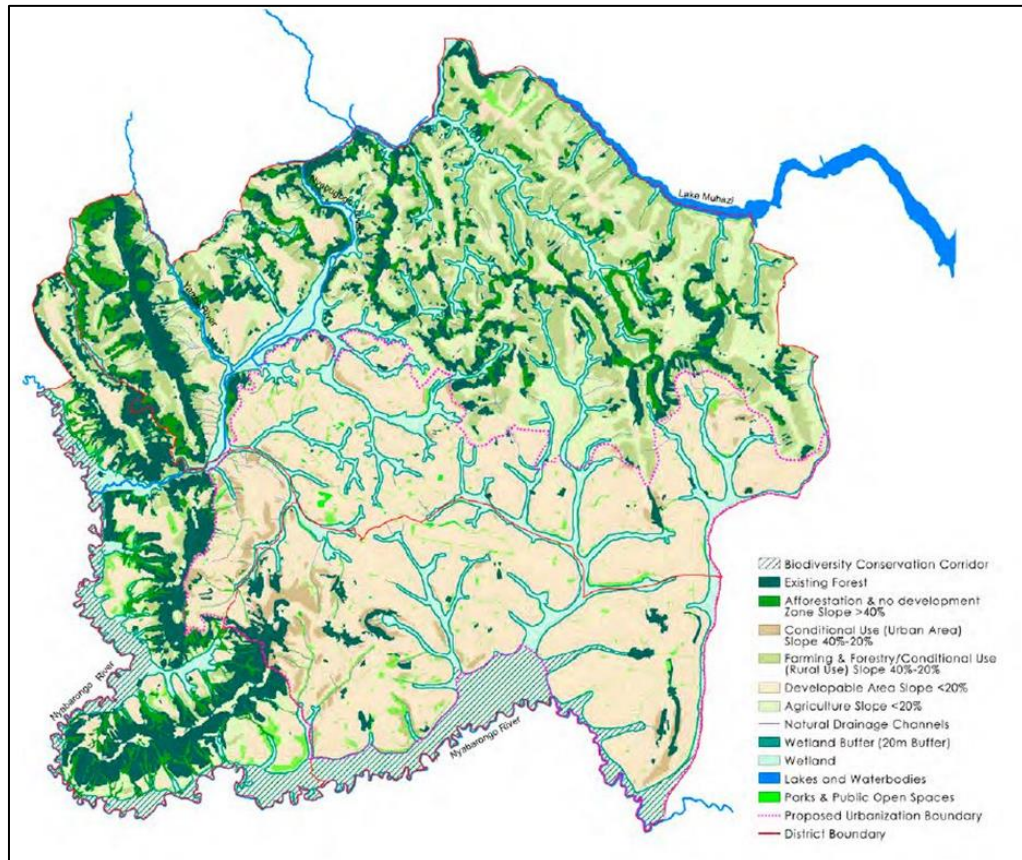 Lake Muhazi
Yanze River
Nyabarongo River
Nyabarongo River
Biodiversity Conservation Corridor
Existing Forest
Afforestation & no development
Zone Slope >40%
Conditional Use (Urban Area)
Slope 40%-20%
Farming & Forestry/Conditional Use
(Rural Use) Slope 40%-20%
Developable Area Slope <20%
Agriculture Slope <20%
Natural Drainage Channels
Wetland Buffer (20m Buffer)
Wetland
Lakes and Waterbodies
Parks & Public Open Spaces
Proposed Urbanization Boundary
District Boundary